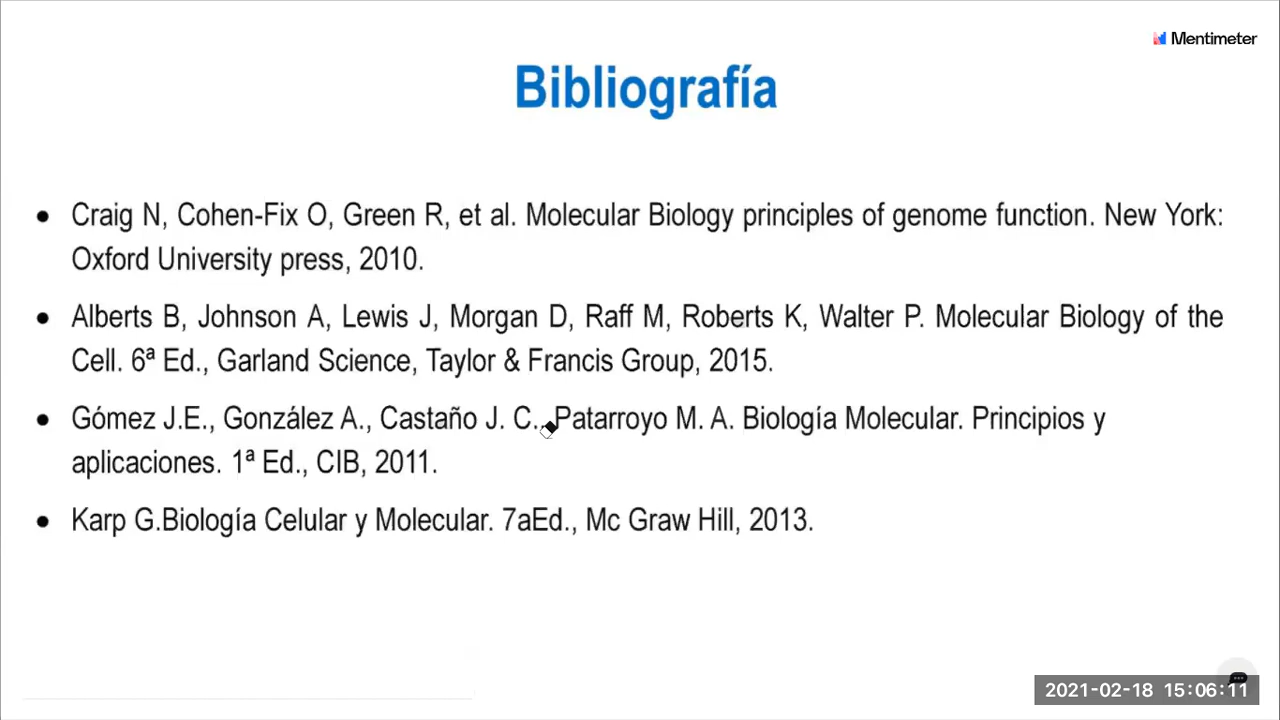 Mentimeter
Bibliografía
• Craig N, Cohen-Fix O, Green R, et al. Molecular Biology principles of genome function. New York:
Oxford University press, 2010.
• Alberts B, Johnson A, Lewis J, Morgan D, Raff M, Roberts K, Walter P. Molecular Biology of the
Cell. 6ª Ed., Garland Science, Taylor & Francis Group, 2015.
• Gómez J.E., González A., Castaño J. C., Patarroyo M. A. Biología Molecular. Principios y
aplicaciones. 1ª Ed., CIB, 2011.
• Karp G.Biología Celular y Molecular. 7aEd., Mc Graw Hill, 2013.
2021-02-18 15:06:11